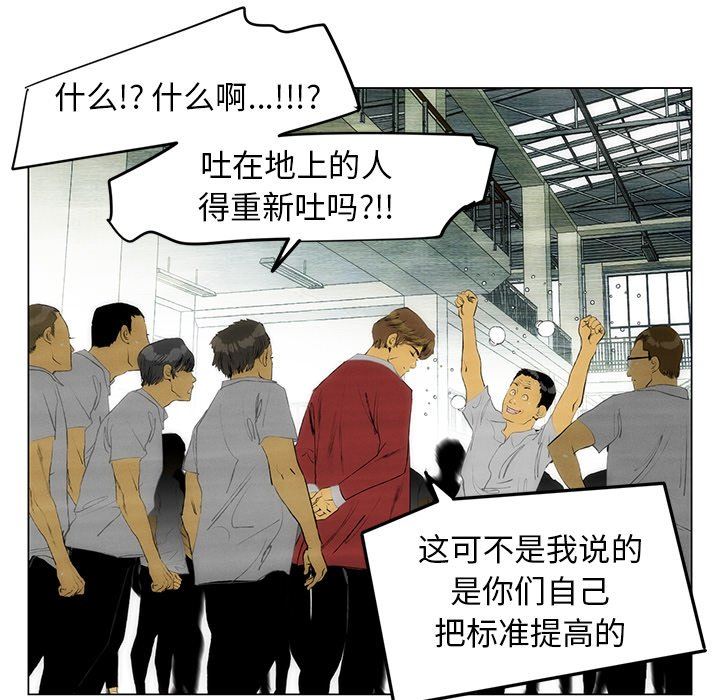 什么!? 什么啊...!!!?
吐在地上的人
得重新吐吗?!!
这可不是我说的
是你们自己
把标准提高的